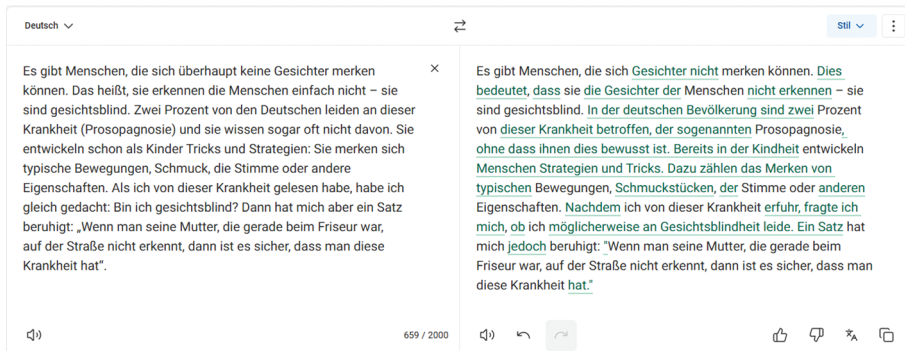 Deutsch
Stil
Es gibt Menschen, die sich überhaupt keine Gesichter merken
können. Das heißt, sie erkennen die Menschen einfach nicht – sie
sind gesichtsblind. Zwei Prozent von den Deutschen leiden an dieser
Krankheit (Prosopagnosie) und sie wissen sogar oft nicht davon. Sie
entwickeln schon als Kinder Tricks und Strategien: Sie merken sich
typische Bewegungen, Schmuck, die Stimme oder andere
Eigenschaften. Als ich von dieser Krankheit gelesen habe, habe ich
gleich gedacht: Bin ich gesichtsblind? Dann hat mich aber ein Satz
beruhigt: „Wenn man seine Mutter, die gerade beim Friseur war,
auf der Straße nicht erkennt, dann ist es sicher, dass man diese
Krankheit hat“.
659 / 2000
Es gibt Menschen, die sich Gesichter nicht merken können. Dies
bedeutet, dass sie die Gesichter der Menschen nicht erkennen – sie
sind gesichtsblind. In der deutschen Bevölkerung sind zwei Prozent
von dieser Krankheit betroffen, der sogenannten Prosopagnosie,
ohne dass ihnen dies bewusst ist. Bereits in der Kindheit entwickeln
Menschen Strategien und Tricks. Dazu zählen das Merken von
typischen Bewegungen, Schmuckstücken, der Stimme oder anderen
Eigenschaften. Nachdem ich von dieser Krankheit erfuhr, fragte ich
mich, ob ich möglicherweise an Gesichtsblindheit leide. Ein Satz hat
mich jedoch beruhigt: "Wenn man seine Mutter, die gerade beim
Friseur war, auf der Straße nicht erkennt, dann ist es sicher, dass man
diese Krankheit hat."